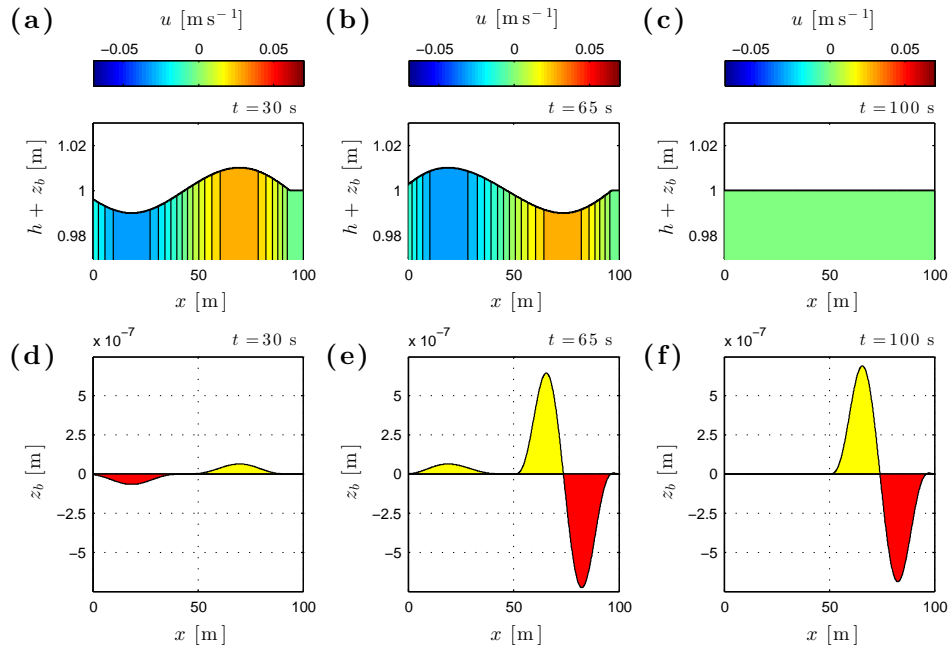 (a) u [m s⁻¹] (b) u [m s⁻¹] (c) u [m s⁻¹]
−0.05 0 0.05 −0.05 0 0.05 −0.05 0 0.05
t = 30 s t = 65 s t = 100 s
h + z_b [m] 1.02 1 0.98 h + z_b [m] 1.02 1 0.98 h + z_b [m] 1.02 1 0.98
0 50 100 0 50 100 0 50 100
x [m] x [m] x [m]
(d) x 10⁻⁷ t = 30 s (e) x 10⁻⁷ t = 65 s (f) x 10⁻⁷ t = 100 s
z_b [m] 5 2.5 0 −2.5 −5 z_b [m] 5 2.5 0 −2.5 −5 z_b [m] 5 2.5 0 −2.5 −5
0 50 100 0 50 100 0 50 100
x [m] x [m] x [m]